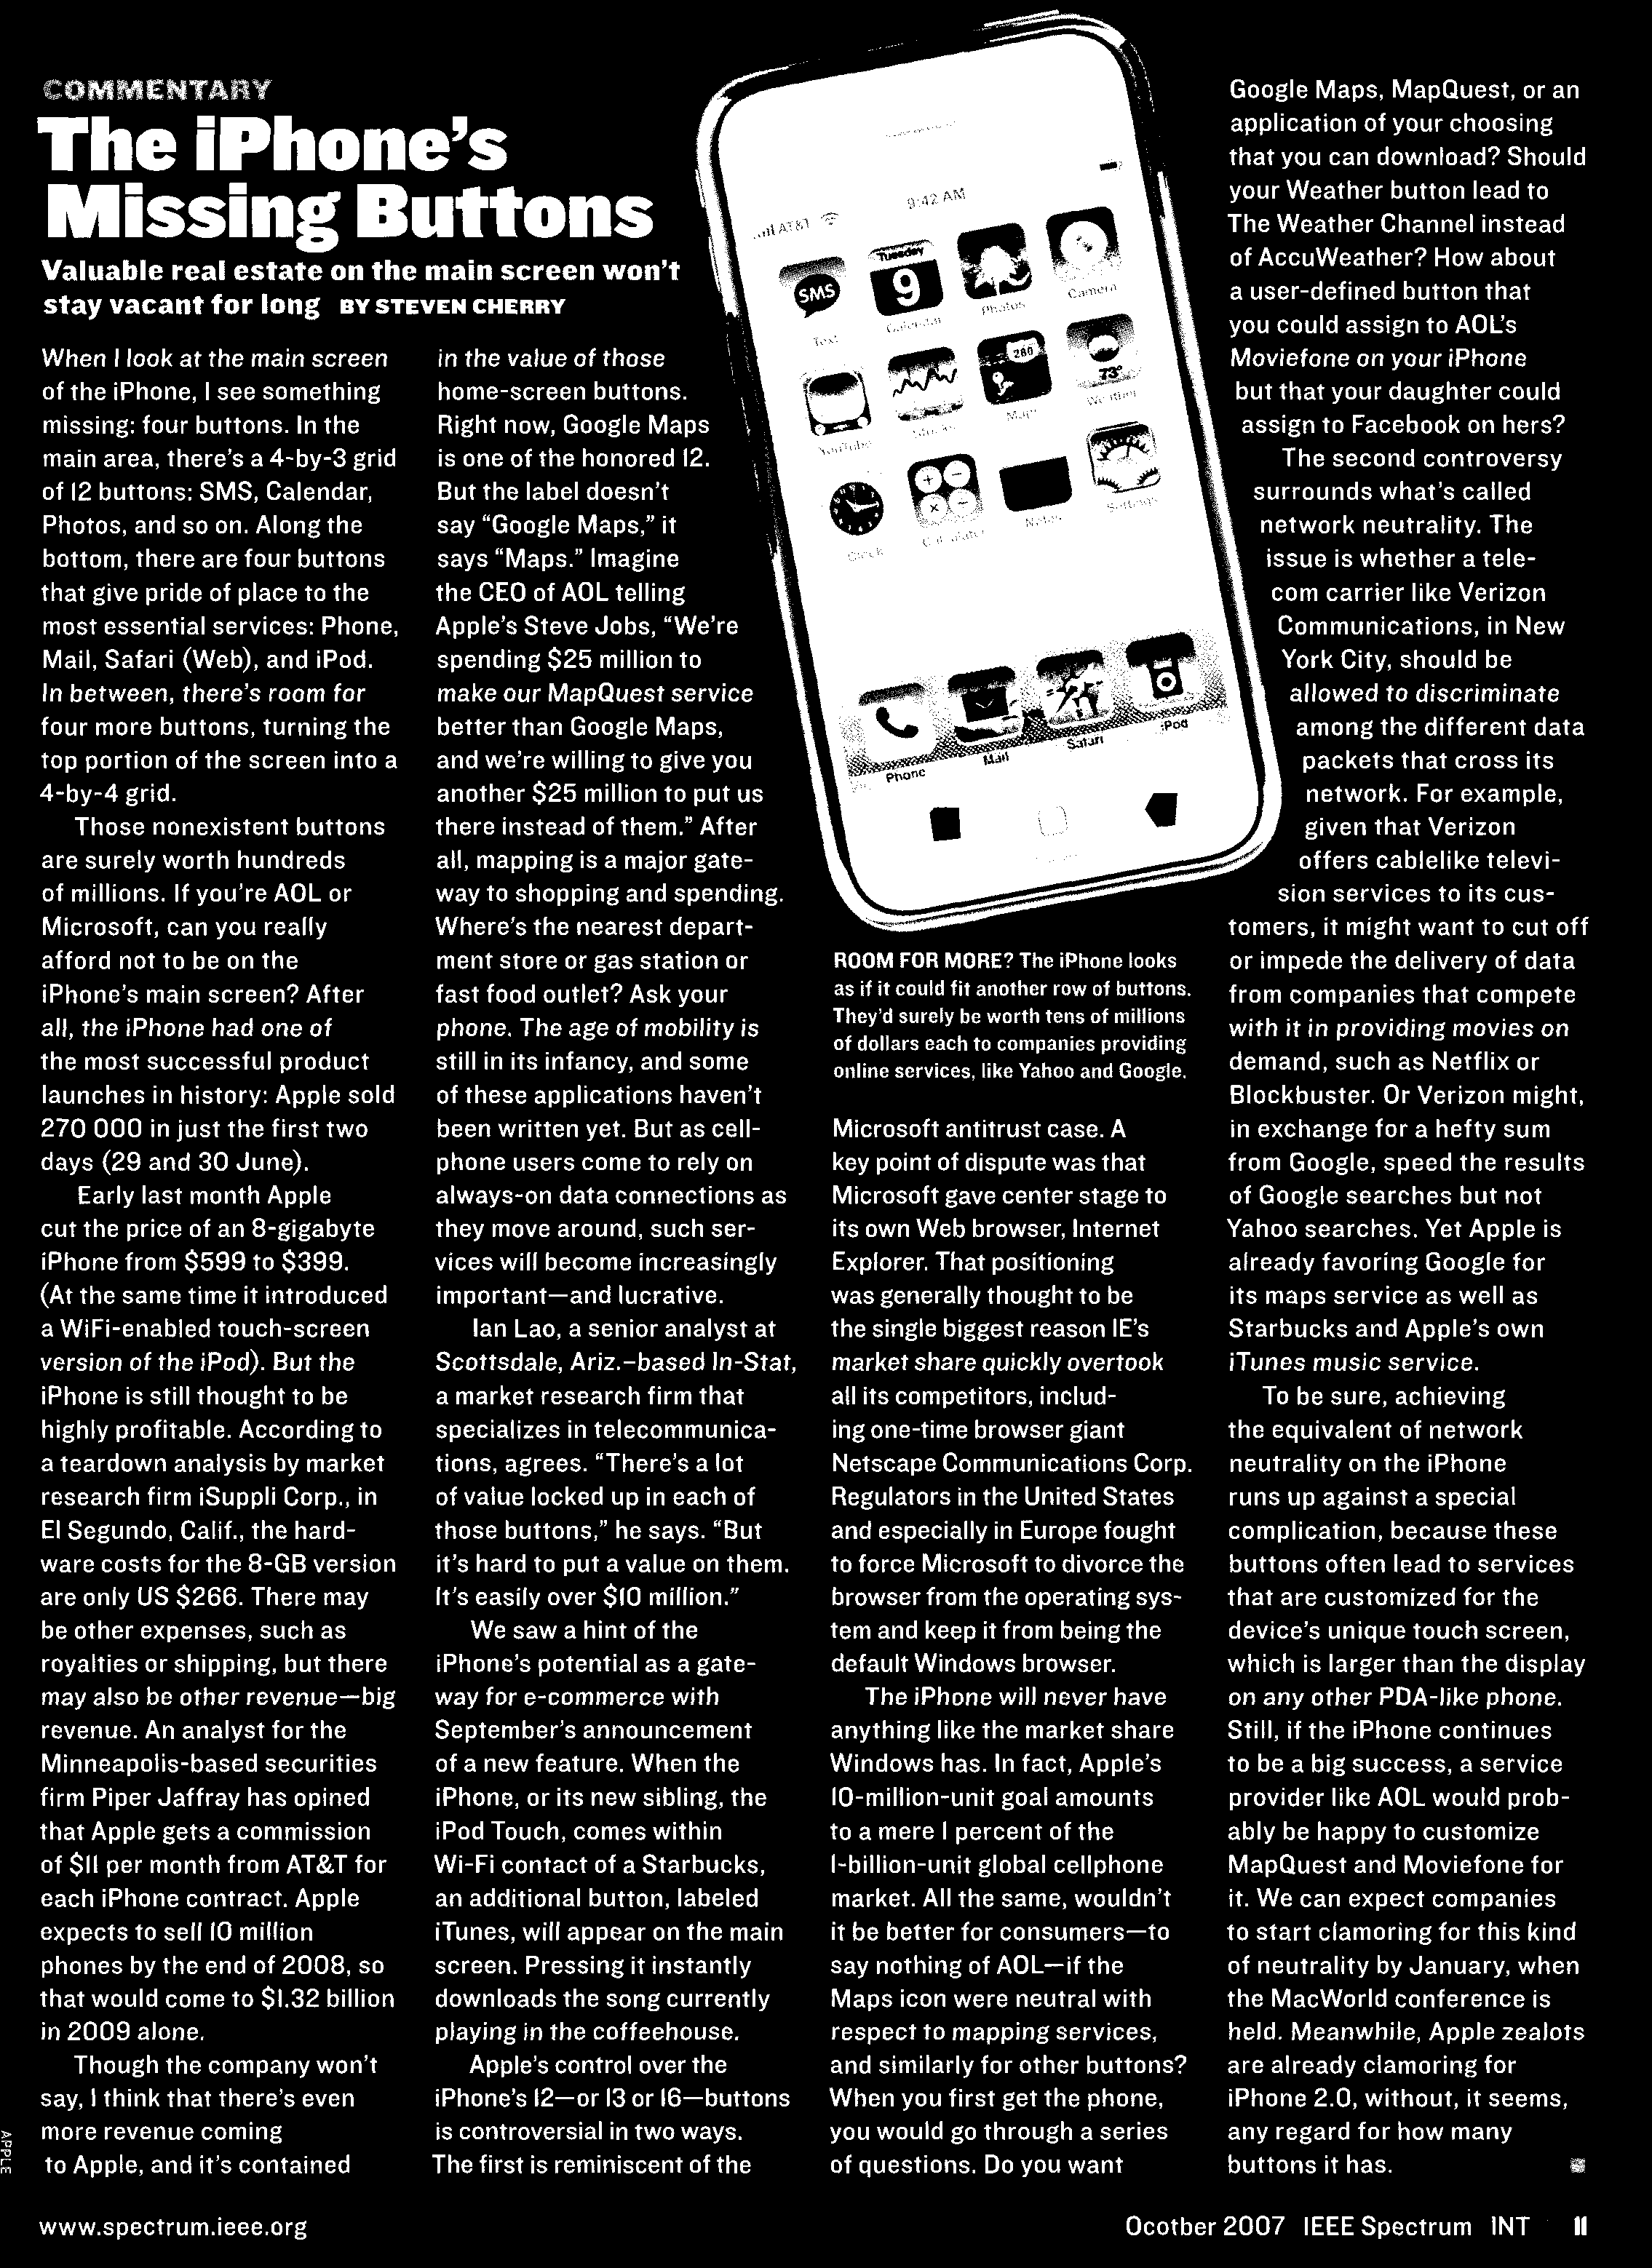 COMMENTARY
The iPhone's
Missing Buttons
Valuable real estate on the main screen won't
stay vacant for long BY STEVEN CHERRY
When I look at the main screen
of the iPhone, I see something
missing: four buttons. In the
main area, there's a 4-by-3 grid
of 12 buttons: SMS, Calendar,
Photos, and so on. Along the
bottom, there are four buttons
that give pride of place to the
most essential services: Phone,
Mail, Safari (Web), and iPod.
In between, there's room for
four more buttons, turning the
top portion of the screen into a
4-by-4 grid.
Those nonexistent buttons
are surely worth hundreds
of millions. If you're AOL or
Microsoft, can you really
afford not to be on the
iPhone's main screen? After
all, the iPhone had one of
the most successful product
launches in history: Apple sold
270 000 in just the first two
days (29 and 30 June).
Early last month Apple
cut the price of an 8-gigabyte
iPhone from $599 to $399.
(At the same time it introduced
a WiFi-enabled touch-screen
version of the iPod). But the
iPhone is still thought to be
highly profitable. According to
a teardown analysis by market
research firm iSuppli Corp., in
El Segundo, Calif., the hard-
ware costs for the 8-GB version
are only US $266. There may
be other expenses, such as
royalties or shipping, but there
may also be other revenue—big
revenue. An analyst for the
Minneapolis-based securities
firm Piper Jaffray has opined
that Apple gets a commission
of $11 per month from AT&T for
each iPhone contract. Apple
expects to sell 10 million
phones by the end of 2008, so
that would come to $1.32 billion
in 2009 alone.
Though the company won't
say, I think that there's even
more revenue coming
to Apple, and it's contained
in the value of those
home-screen buttons.
Right now, Google Maps
is one of the honored 12.
But the label doesn't
say "Google Maps," it
says "Maps." Imagine
the CEO of AOL telling
Apple's Steve Jobs, "We're
spending $25 million to
make our MapQuest service
better than Google Maps,
and we're willing to give you
another $25 million to put us
there instead of them." After
all, mapping is a major gate-
way to shopping and spending.
Where's the nearest depart-
ment store or gas station or
fast food outlet? Ask your
phone. The age of mobility is
still in its infancy, and some
of these applications haven't
been written yet. But as cell-
phone users come to rely on
always-on data connections as
they move around, such ser-
vices will become increasingly
important—and lucrative.
Ian Lao, a senior analyst at
Scottsdale, Ariz.-based In-Stat,
a market research firm that
specializes in telecommunica-
tions, agrees. "There's a lot
of value locked up in each of
those buttons," he says. "But
it's hard to put a value on them.
It's easily over $10 million."
We saw a hint of the
iPhone's potential as a gate-
way for e-commerce with
September's announcement
of a new feature. When the
iPhone, or its new sibling, the
iPod Touch, comes within
Wi-Fi contact of a Starbucks,
an additional button, labeled
iTunes, will appear on the main
screen. Pressing it instantly
downloads the song currently
playing in the coffeehouse.
Apple's control over the
iPhone's 12—or 13 or 16—buttons
is controversial in two ways.
The first is reminiscent of the
AT&T
9:42 AM
SMS
Text
Tuesday
9
Calendar
Photos
Camera
YouTube
Stocks
280
Maps
73°
Weather
Clock
Calculator
Notes
Settings
Phone
Mail
Safari
iPod
ROOM FOR MORE? The iPhone looks
as if it could fit another row of buttons.
They'd surely be worth tens of millions
of dollars each to companies providing
online services, like Yahoo and Google.
Microsoft antitrust case. A
key point of dispute was that
Microsoft gave center stage to
its own Web browser, Internet
Explorer. That positioning
was generally thought to be
the single biggest reason IE's
market share quickly overtook
all its competitors, includ-
ing one-time browser giant
Netscape Communications Corp.
Regulators in the United States
and especially in Europe fought
to force Microsoft to divorce the
browser from the operating sys-
tem and keep it from being the
default Windows browser.
The iPhone will never have
anything like the market share
Windows has. In fact, Apple's
10-million-unit goal amounts
to a mere 1 percent of the
1-billion-unit global cellphone
market. All the same, wouldn't
it be better for consumers—to
say nothing of AOL—if the
Maps icon were neutral with
respect to mapping services,
and similarly for other buttons?
When you first get the phone,
you would go through a series
of questions. Do you want
Google Maps, MapQuest, or an
application of your choosing
that you can download? Should
your Weather button lead to
The Weather Channel instead
of AccuWeather? How about
a user-defined button that
you could assign to AOL's
Moviefone on your iPhone
but that your daughter could
assign to Facebook on hers?
The second controversy
surrounds what's called
network neutrality. The
issue is whether a tele-
com carrier like Verizon
Communications, in New
York City, should be
allowed to discriminate
among the different data
packets that cross its
network. For example,
given that Verizon
offers cablelike televi-
sion services to its cus-
tomers, it might want to cut off
or impede the delivery of data
from companies that compete
with it in providing movies on
demand, such as Netflix or
Blockbuster. Or Verizon might,
in exchange for a hefty sum
from Google, speed the results
of Google searches but not
Yahoo searches. Yet Apple is
already favoring Google for
its maps service as well as
Starbucks and Apple's own
iTunes music service.
To be sure, achieving
the equivalent of network
neutrality on the iPhone
runs up against a special
complication, because these
buttons often lead to services
that are customized for the
device's unique touch screen,
which is larger than the display
on any other PDA-like phone.
Still, if the iPhone continues
to be a big success, a service
provider like AOL would prob-
ably be happy to customize
MapQuest and Moviefone for
it. We can expect companies
to start clamoring for this kind
of neutrality by January, when
the MacWorld conference is
held. Meanwhile, Apple zealots
are already clamoring for
iPhone 2.0, without, it seems,
any regard for how many
buttons it has.
APPLE
www.spectrum.ieee.org
Ocotber 2007 IEEE Spectrum INT 11